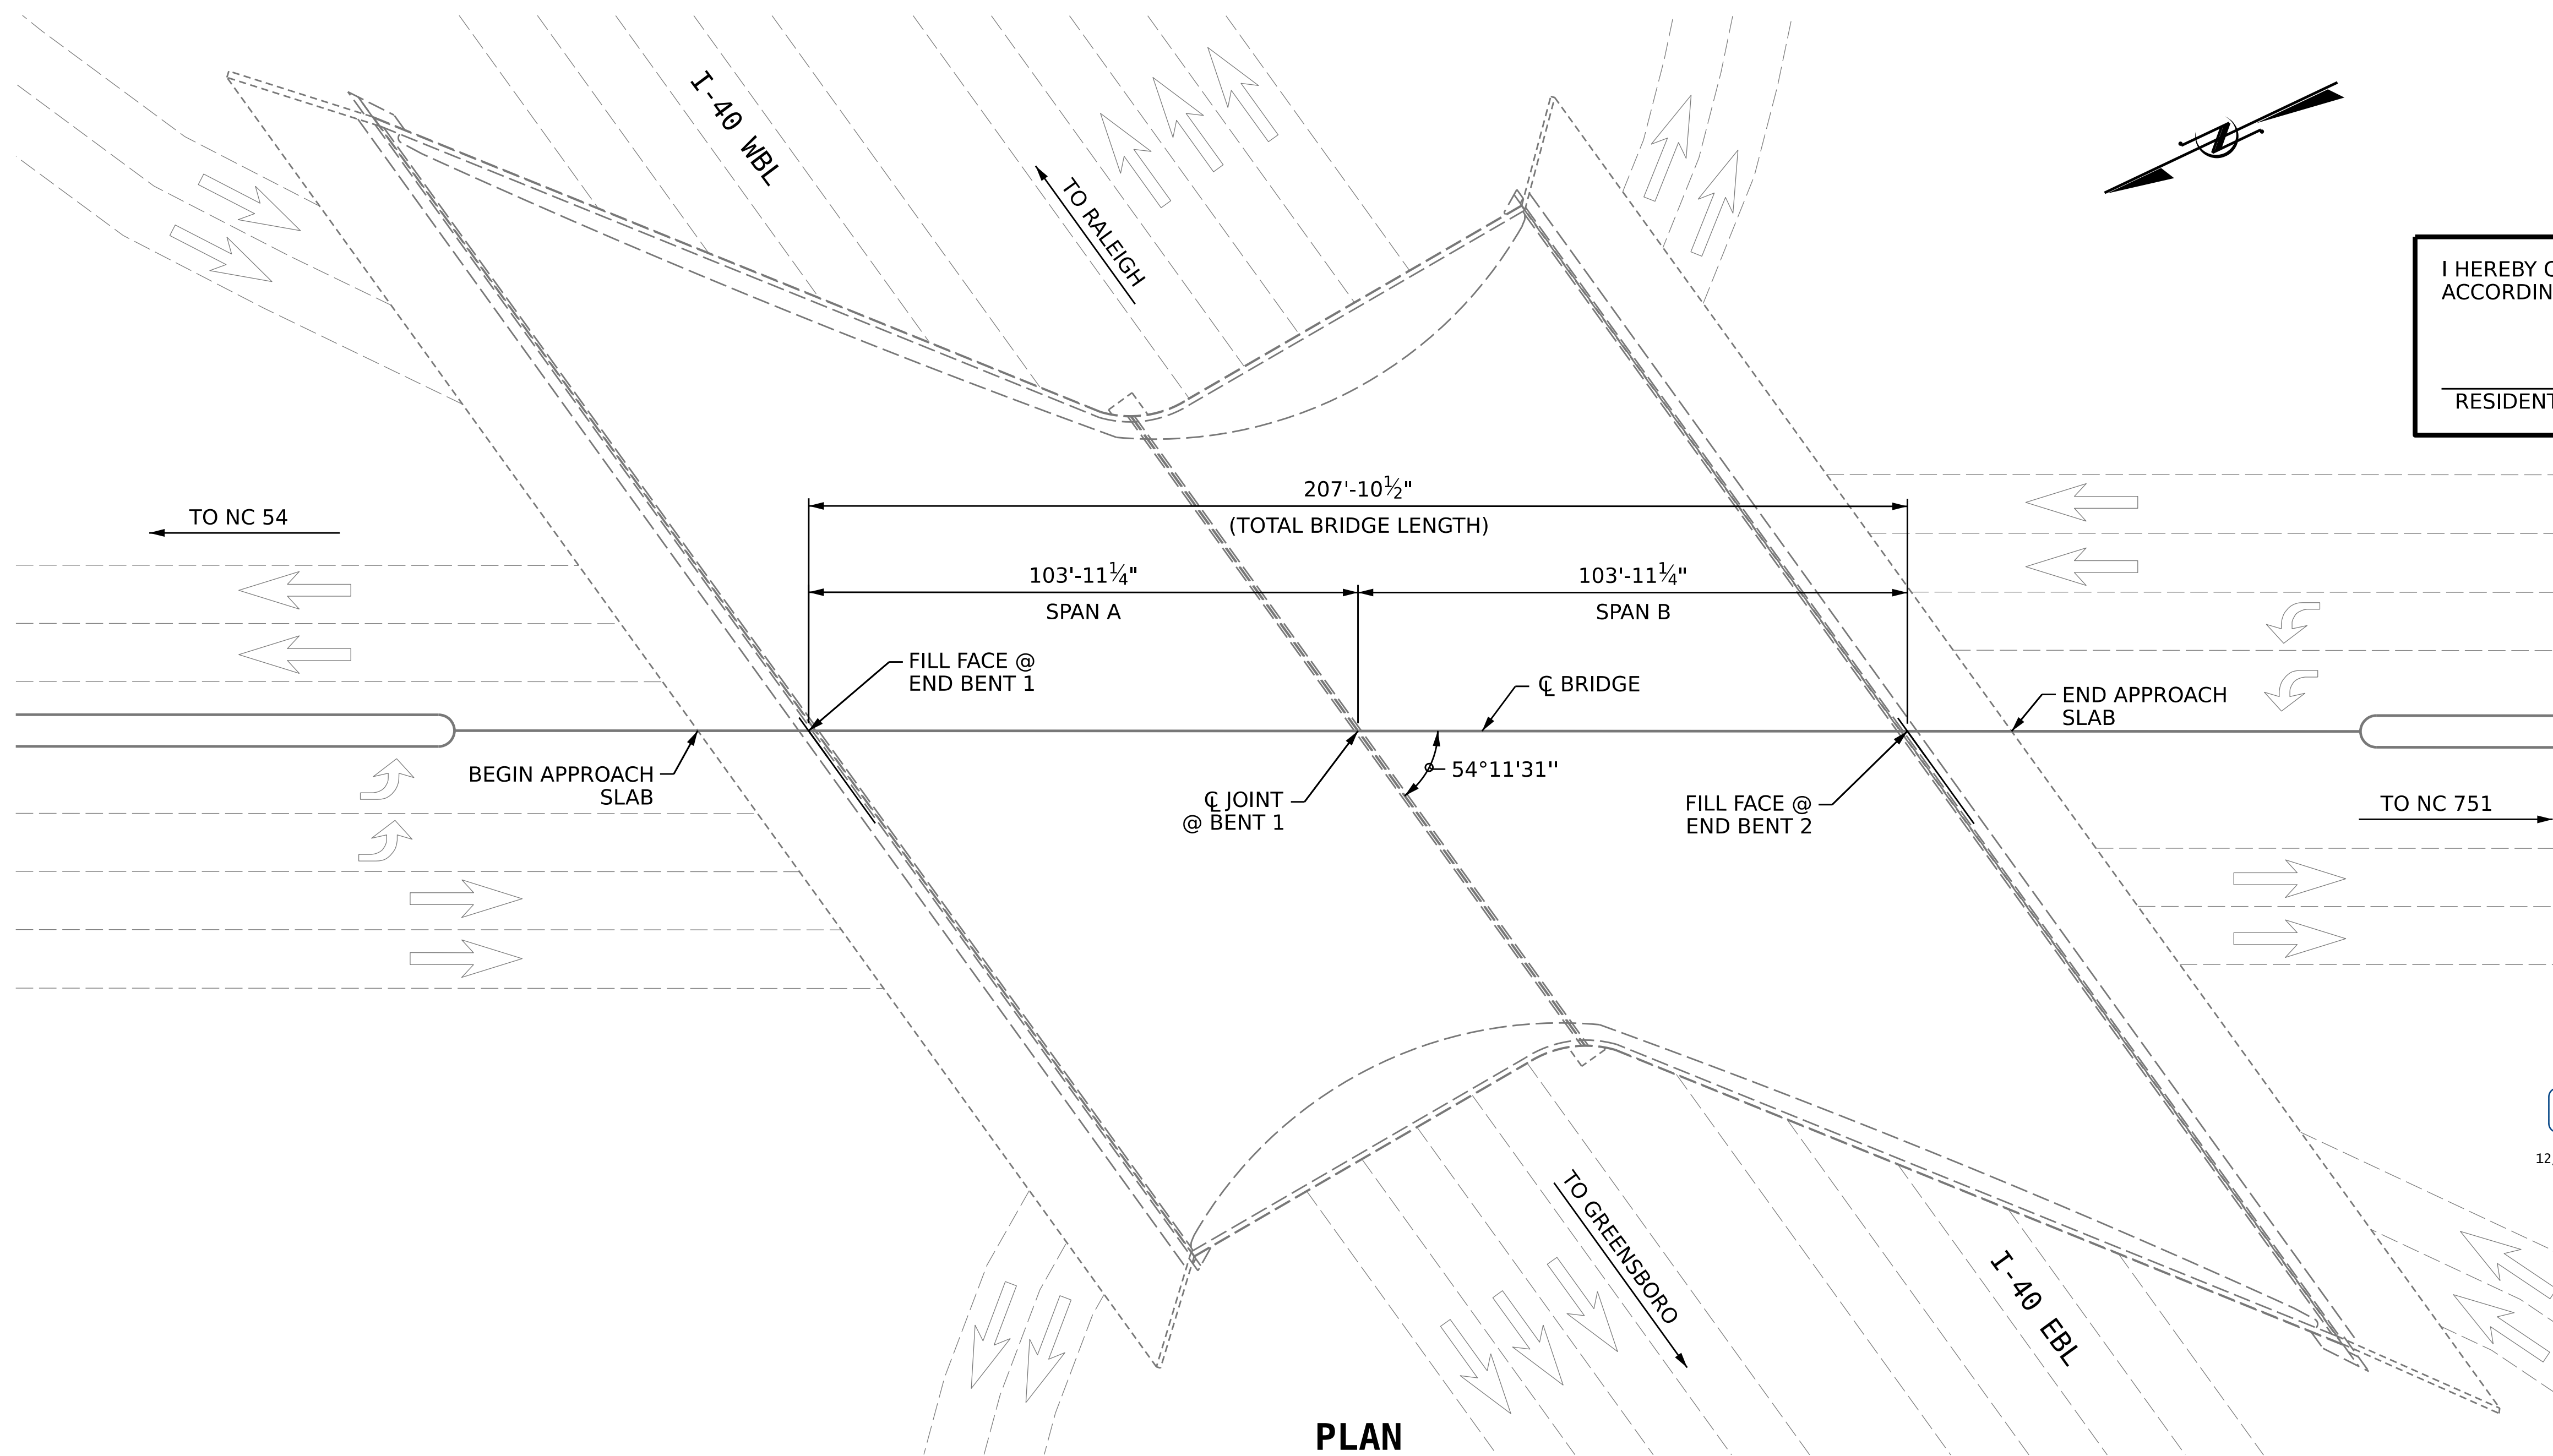 I-40 WBL
TO RALEIGH
N
I HEREBY C
ACCORDIN
RESIDENT
207'-10½"
(TOTAL BRIDGE LENGTH)
TO NC 54
103'-11¼"
SPAN A
103'-11¼"
SPAN B
FILL FACE @
END BENT 1
℄ BRIDGE
END APPROACH
SLAB
BEGIN APPROACH
SLAB
54°11'31''
℄ JOINT
@ BENT 1
FILL FACE @
END BENT 2
TO NC 751
12
TO GREENSBORO
I-40 EBL
PLAN